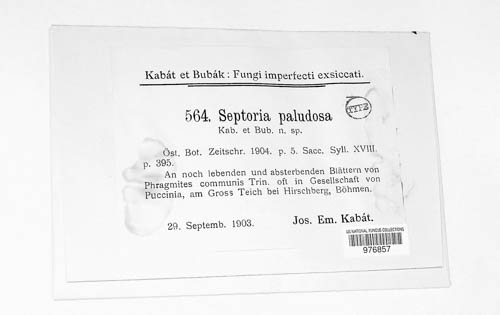 Kabát et Bubák: Fungi imperfecti exsiccati.
564. Septoria paludosa
TYPE
Kab. et Bub. n. sp.
Öst. Bot. Zeitschr. 1904. p. 5. Sacc. Syll. XVIII.
p. 395.
An noch lebenden und absterbenden Blättern von
Phragmites communis Trin. oft in Gesellschaft von
Puccinia, am Gross Teich bei Hirschberg, Böhmen.
29. Septemb. 1903.
Jos. Em. Kabát.
US NATIONAL FUNGUS COLLECTIONS
976857